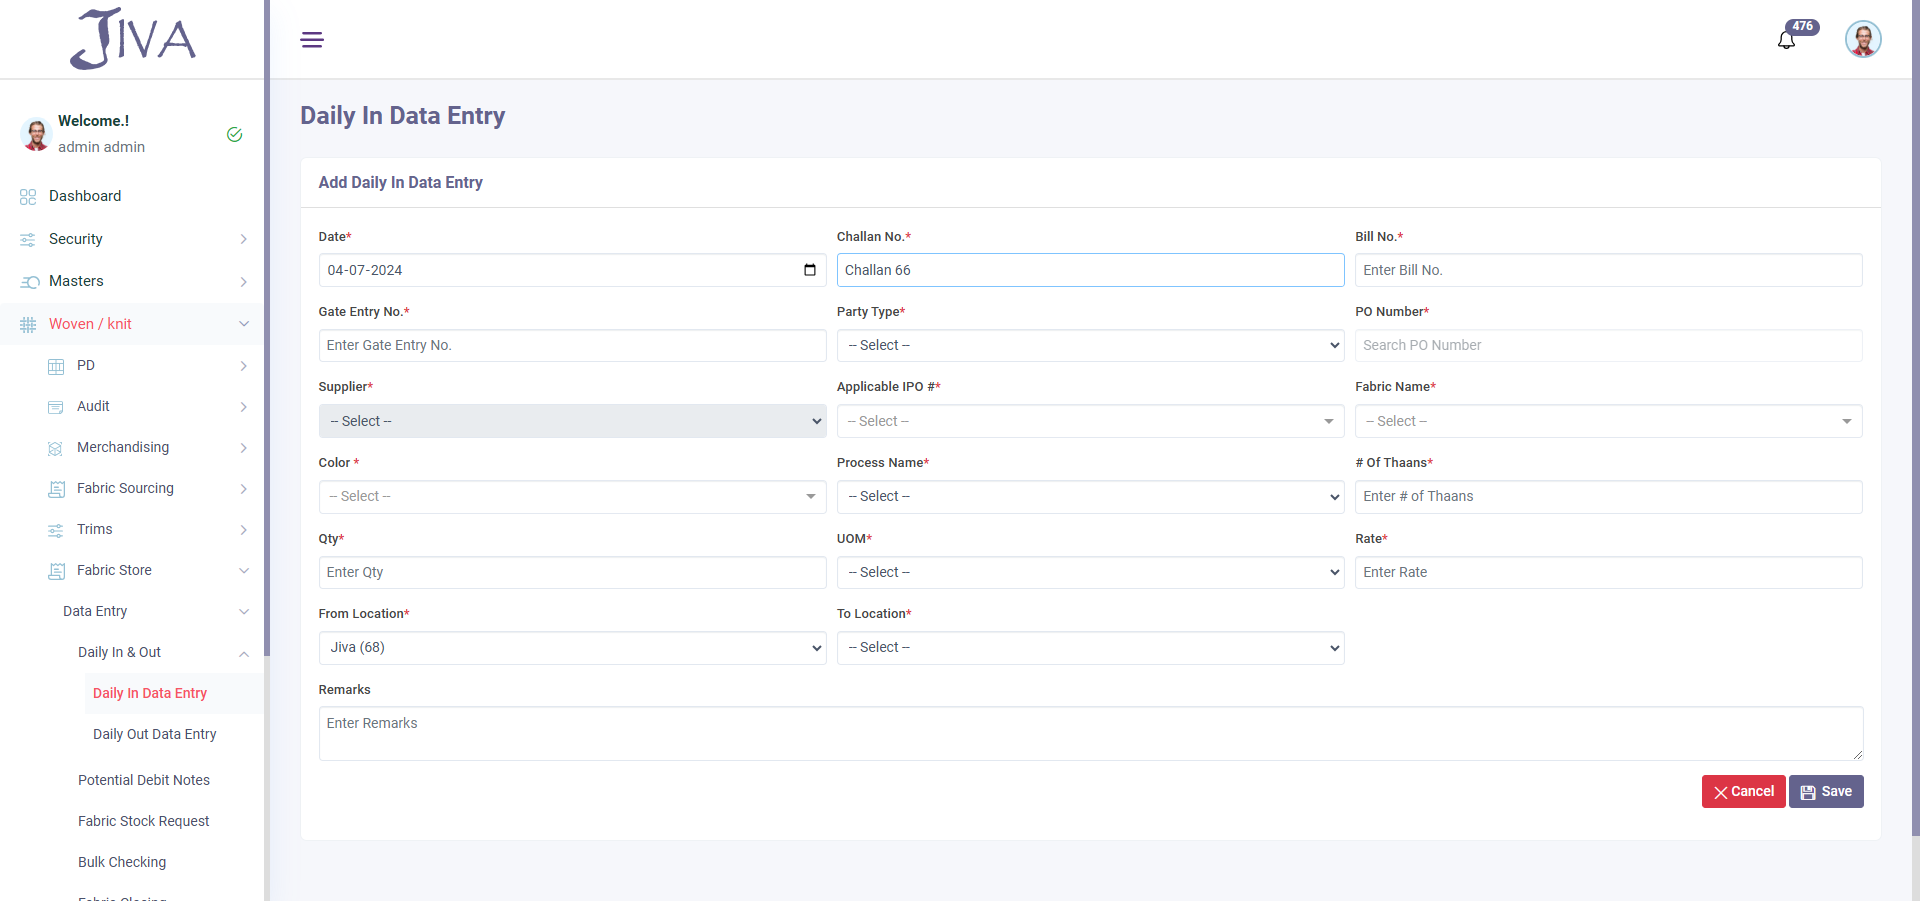 JIVA
476
Welcome.!
admin admin
Dashboard
Security
Masters
Woven / knit
PD
Audit
Merchandising
Fabric Sourcing
Trims
Fabric Store
Data Entry
Daily In & Out
Daily In Data Entry
Daily Out Data Entry
Potential Debit Notes
Fabric Stock Request
Bulk Checking
Daily In Data Entry
Add Daily In Data Entry
Date* Challan No.* Bill No.*
04-07-2024 Challan 66 Enter Bill No.
Gate Entry No.* Party Type* PO Number*
Enter Gate Entry No. -- Select -- Search PO Number
Supplier* Applicable IPO #* Fabric Name*
-- Select -- -- Select -- -- Select --
Color * Process Name* # Of Thaans*
-- Select -- -- Select -- Enter # of Thaans
Qty* UOM* Rate*
Enter Qty -- Select -- Enter Rate
From Location* To Location*
Jiva (68) -- Select --
Remarks
Enter Remarks
Cancel Save